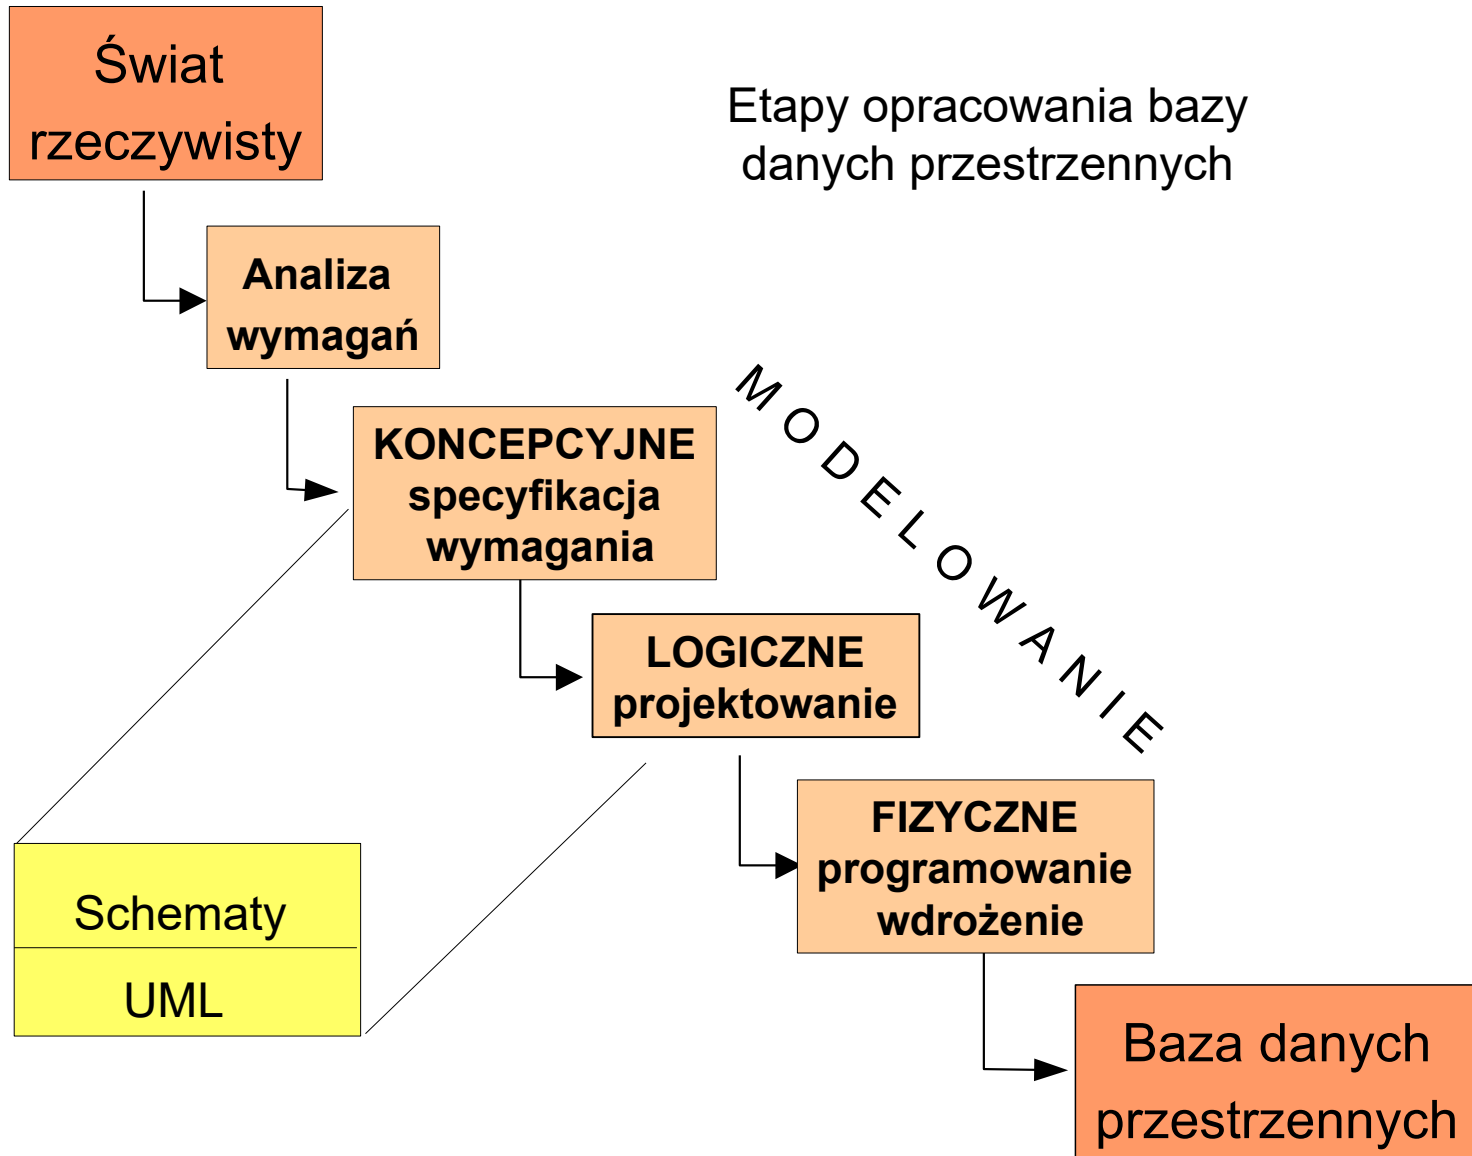 Świat
rzeczywisty
Etapy opracowania bazy
danych przestrzennych
Analiza
wymagań
KONCEPCYJNE
specyfikacja
wymagania
MODELOWANIE
LOGICZNE
projektowanie
FIZYCZNE
programowanie
wdrożenie
Schematy
UML
Baza danych
przestrzennych